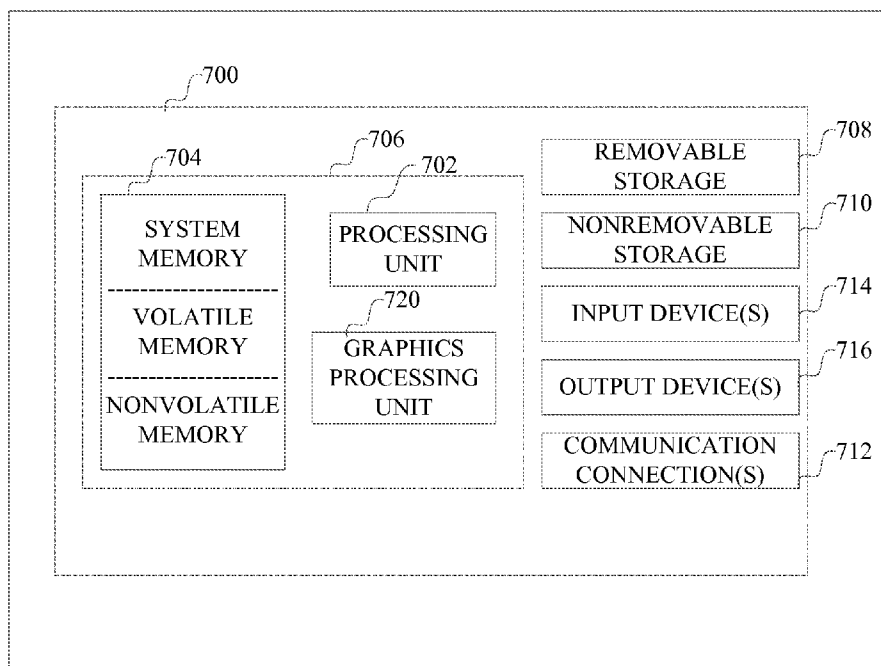 700
706
704
702
SYSTEM
MEMORY
VOLATILE
MEMORY
NONVOLATILE
MEMORY
PROCESSING
UNIT
720
GRAPHICS
PROCESSING
UNIT
708
REMOVABLE
STORAGE
710
NONREMOVABLE
STORAGE
714
INPUT DEVICE(S)
716
OUTPUT DEVICE(S)
COMMUNICATION
CONNECTION(S)
712